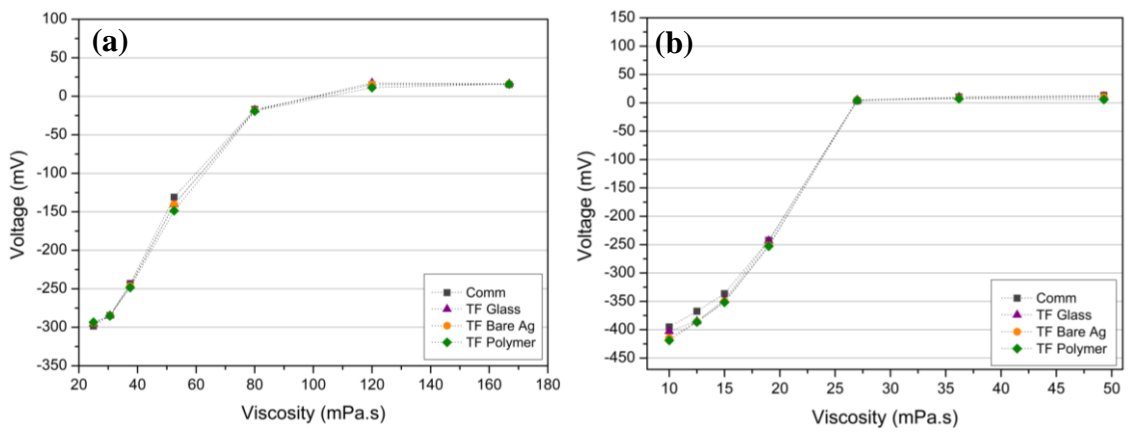 (a)
100
50
0
-50
-100
-150
-200
-250
-300
-350
Voltage (mV)
20 40 60 80 100 120 140 160 180
Viscosity (mPa.s)
Comm
TF Glass
TF Bare Ag
TF Polymer
(b)
150
100
50
0
-50
-100
-150
-200
-250
-300
-350
-400
-450
Voltage (mV)
10 15 20 25 30 35 40 45 50
Viscosity (mPa.s)
Comm
TF Glass
TF Bare Ag
TF Polymer